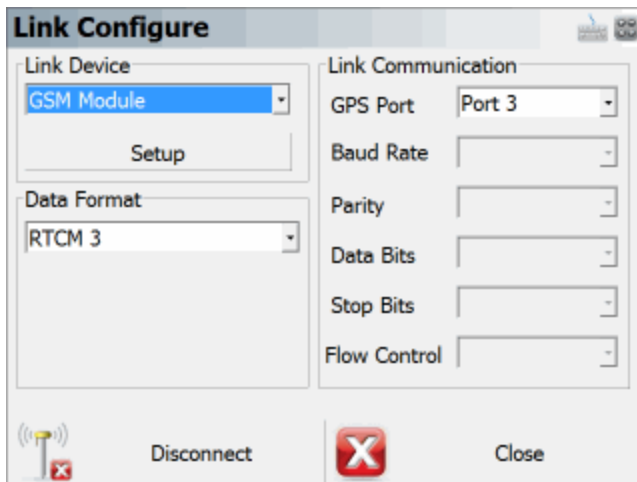 Link Configure
Link Device
GSM Module
Setup
Data Format
RTCM 3
Link Communication
GPS Port
Port 3
Baud Rate
Parity
Data Bits
Stop Bits
Flow Control
Disconnect
Close